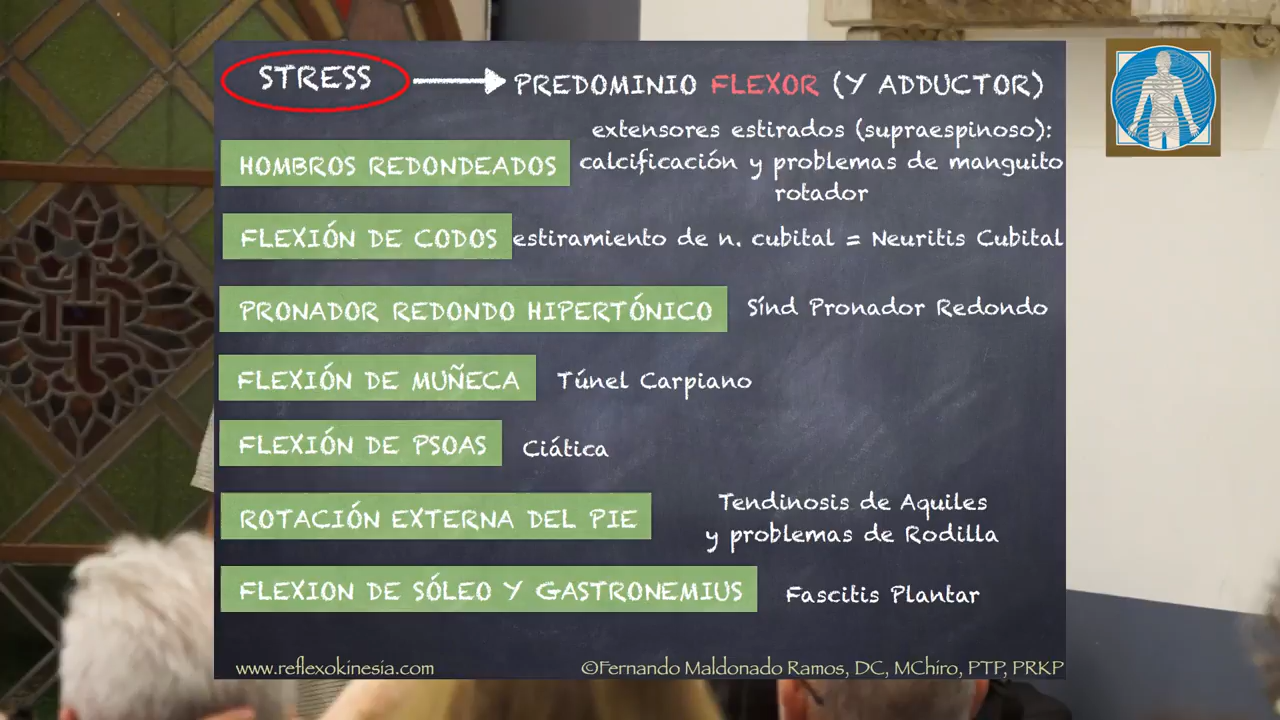 STRESS
PREDOMINIO FLEXOR (Y ADDUCTOR)
HOMBROS REDONDEADOS
extensores estirados (supraespinoso):
calcificación y problemas de manguito
rotador
FLEXIÓN DE CODOS
estiramiento de n. cubital = Neuritis Cubital
PRONADOR REDONDO HIPERTÓNICO
Sínd Pronador Redondo
FLEXIÓN DE MUÑECA
Túnel Carpiano
FLEXIÓN DE PSOAS
Ciática
ROTACIÓN EXTERNA DEL PIE
Tendinosis de Aquiles
y problemas de Rodilla
FLEXION DE SÓLEO Y GASTRONEMIUS
Fascitis Plantar
www.reflexokinesia.com
©Fernando Maldonado Ramos, DC, MChiro, PTP, PRKP